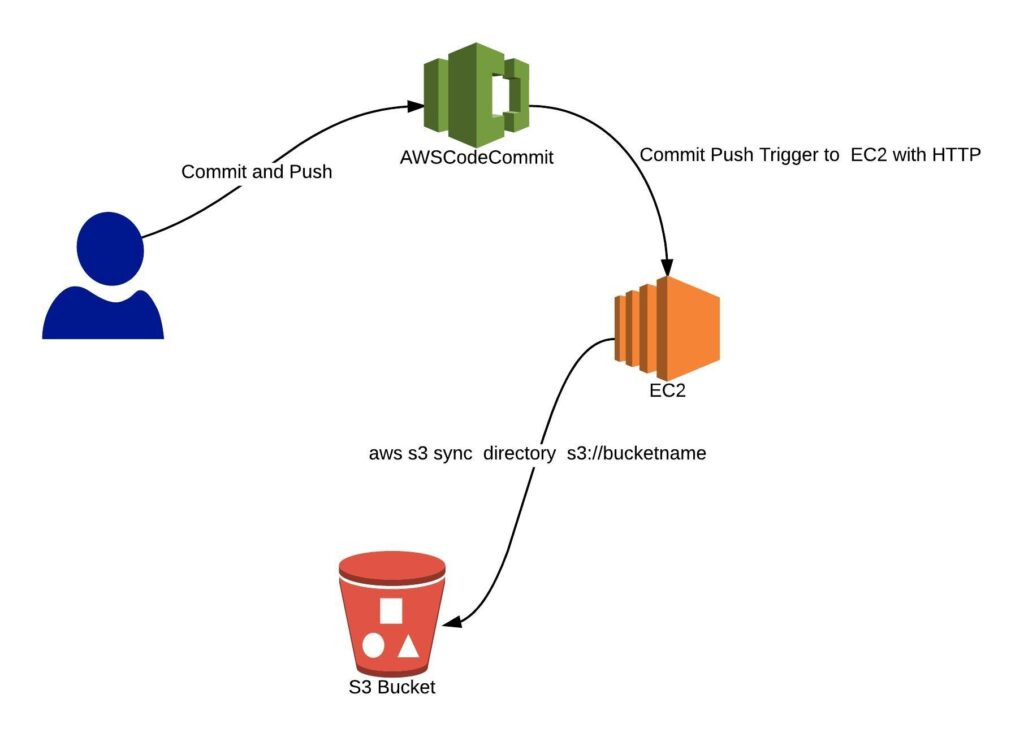 AWSCodeCommit
Commit Push Trigger to  EC2 with HTTP
Commit and Push
EC2
aws s3 sync  directory  s3://bucketname
S3 Bucket